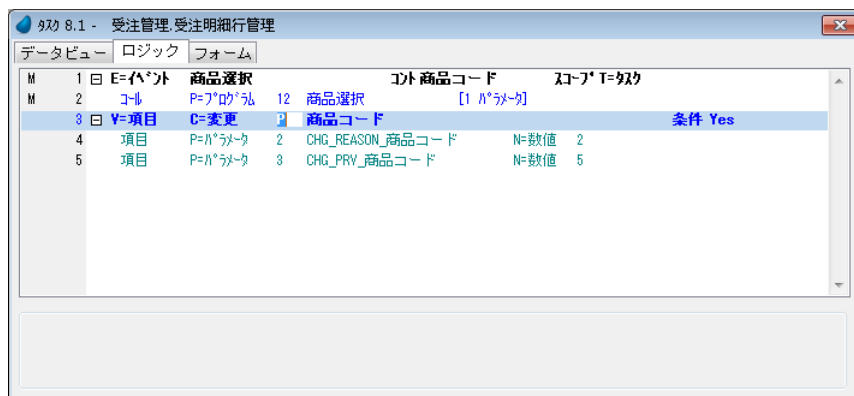 ﾀｽｸ 8.1 - 受注管理.受注明細行管理
データビュー ロジック フォーム
M 1 E=ｲﾍﾞﾝﾄ 商品選択 ｺﾝﾄ 商品コード ｽｺｰﾌﾟ T=ﾀｽｸ
M 2 ｺｰﾙ P=ﾌﾟﾛｸﾞﾗﾑ 12 商品選択 [1 ﾊﾟﾗﾒｰﾀ]
3 V=項目 C=変更 P 商品コード 条件 Yes
4 項目 P=ﾊﾟﾗﾒｰﾀ 2 CHG_REASON_商品コード N=数値 2
5 項目 P=ﾊﾟﾗﾒｰﾀ 3 CHG_PRV_商品コード N=数値 5